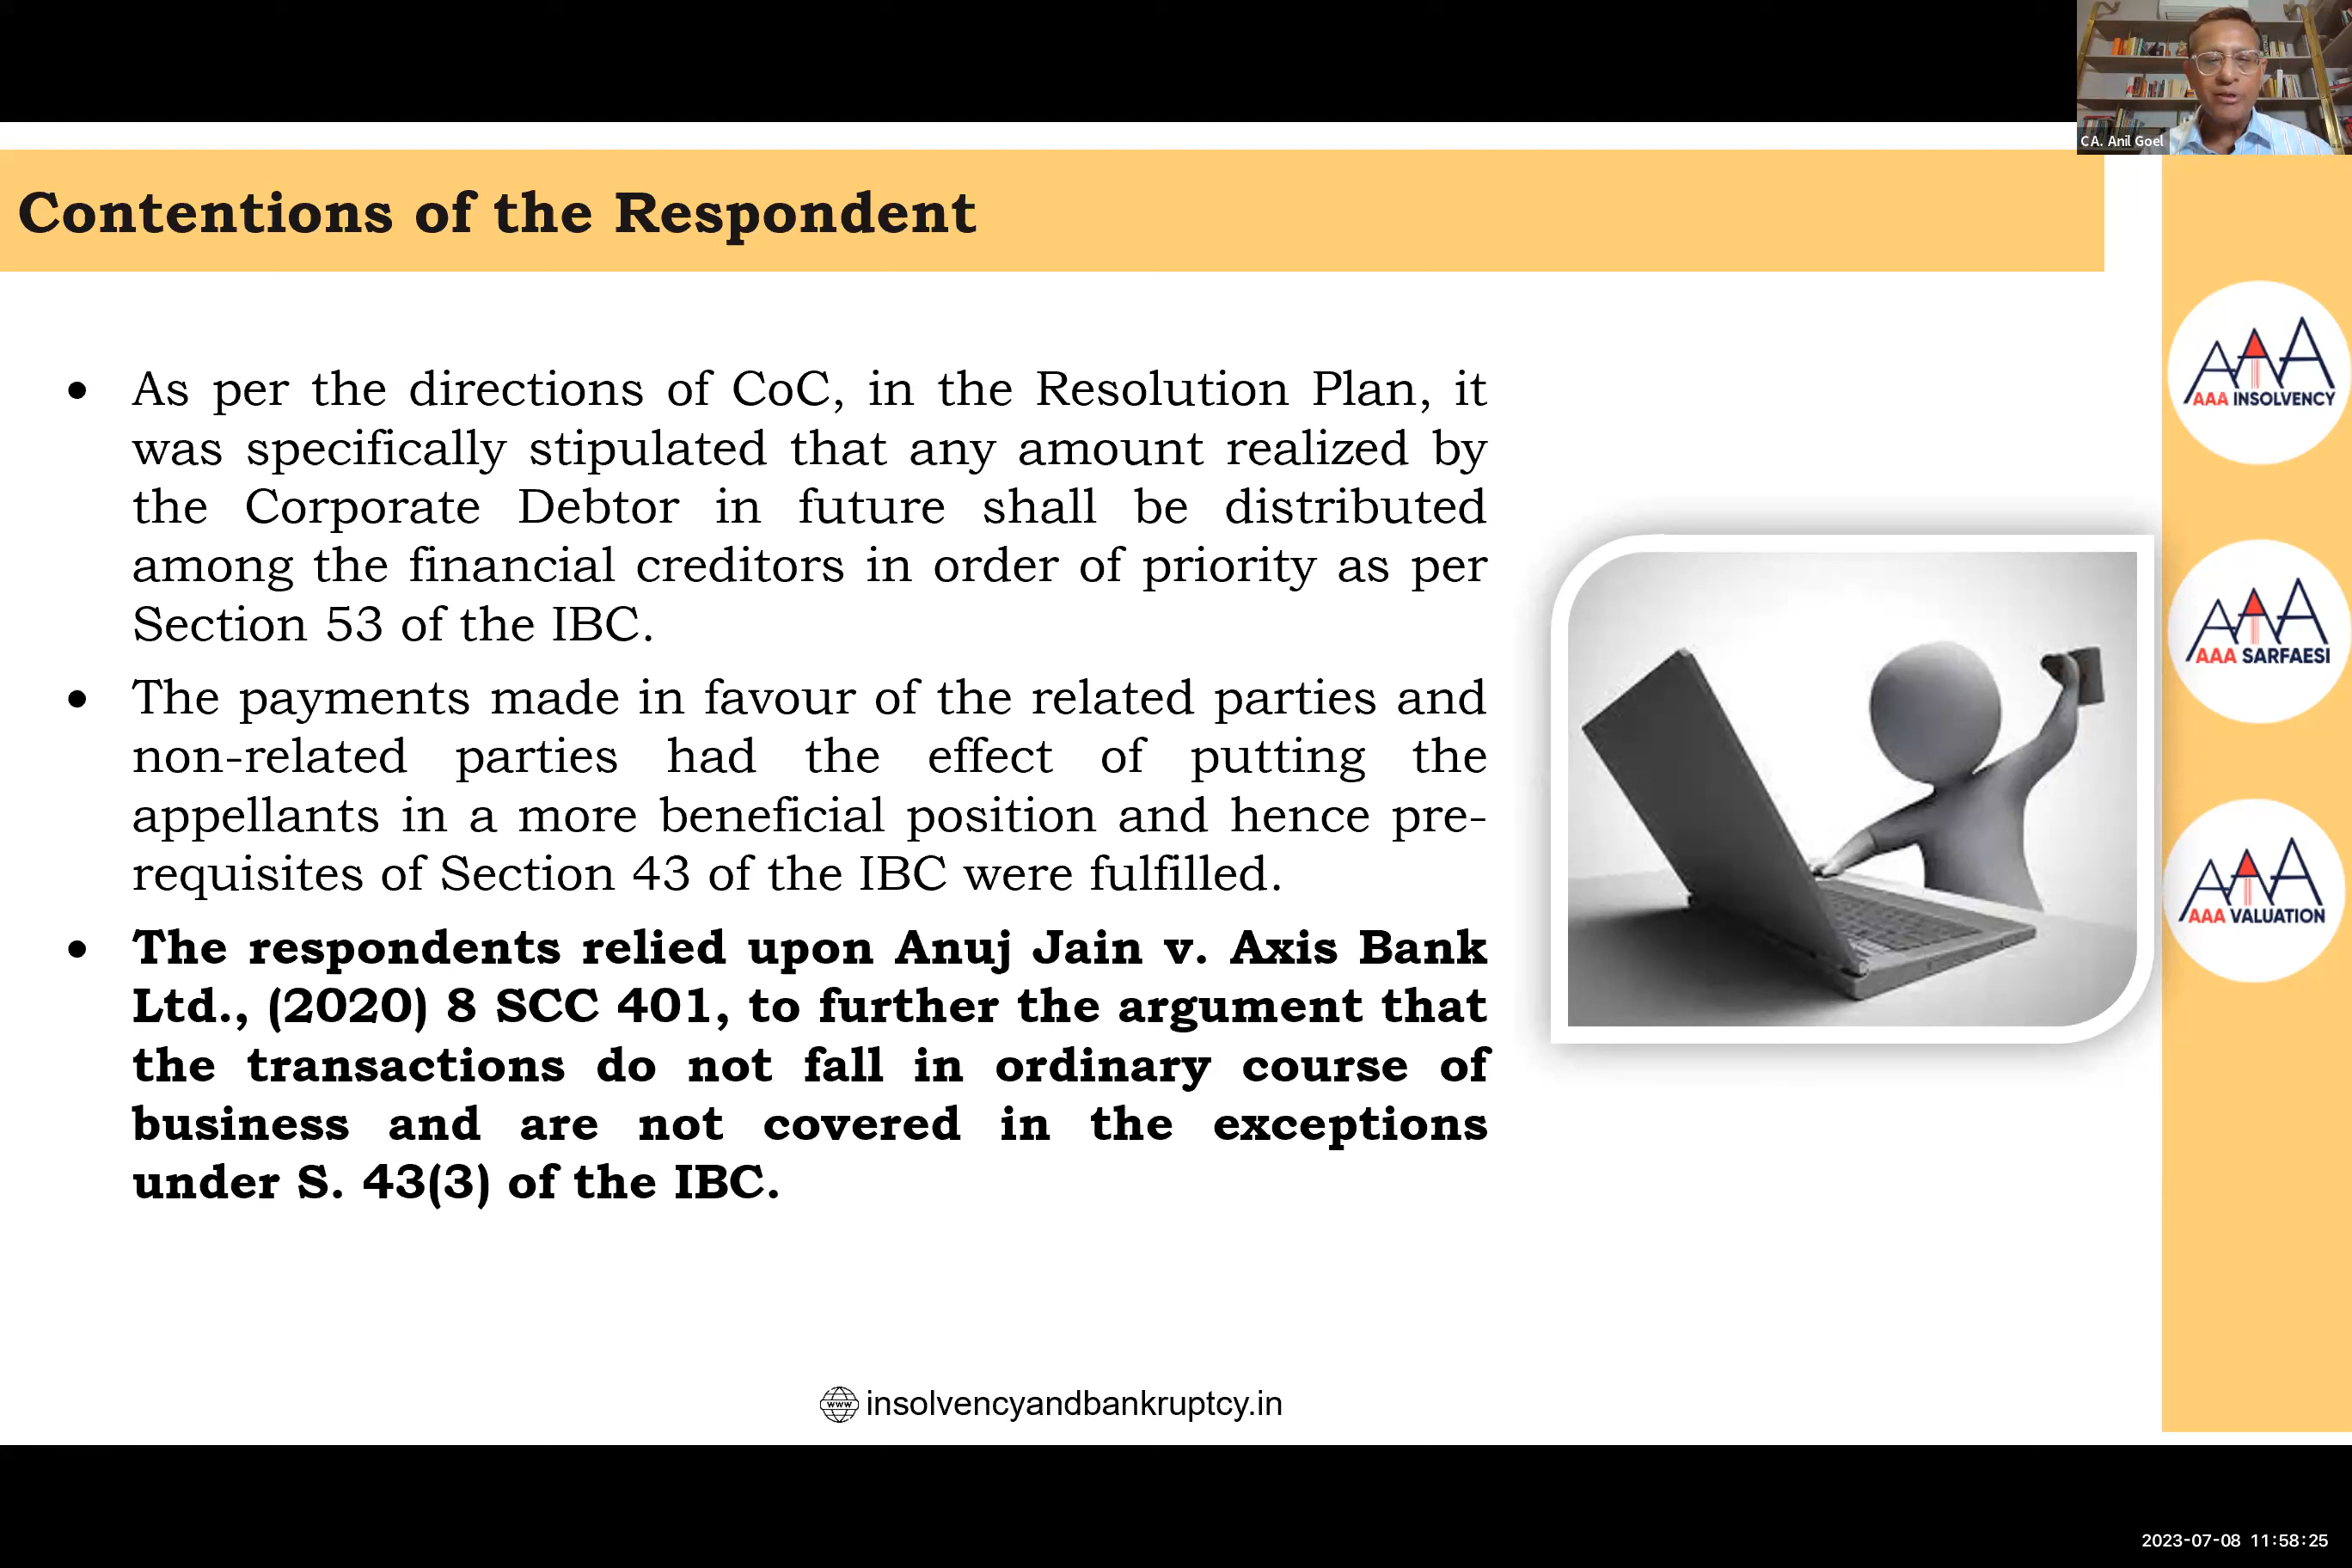 CA. Anil Goel
Contentions of the Respondent
• As per the directions of CoC, in the Resolution Plan, it
was specifically stipulated that any amount realized by
the Corporate Debtor in future shall be distributed
among the financial creditors in order of priority as per
Section 53 of the IBC.
• The payments made in favour of the related parties and
non-related parties had the effect of putting the
appellants in a more beneficial position and hence pre-
requisites of Section 43 of the IBC were fulfilled.
• The respondents relied upon Anuj Jain v. Axis Bank
Ltd., (2020) 8 SCC 401, to further the argument that
the transactions do not fall in ordinary course of
business and are not covered in the exceptions
under S. 43(3) of the IBC.
AAA INSOLVENCY
AAA SARFAESI
AAA VALUATION
www insolvencyandbankruptcy.in
2023-07-08 11:58:25